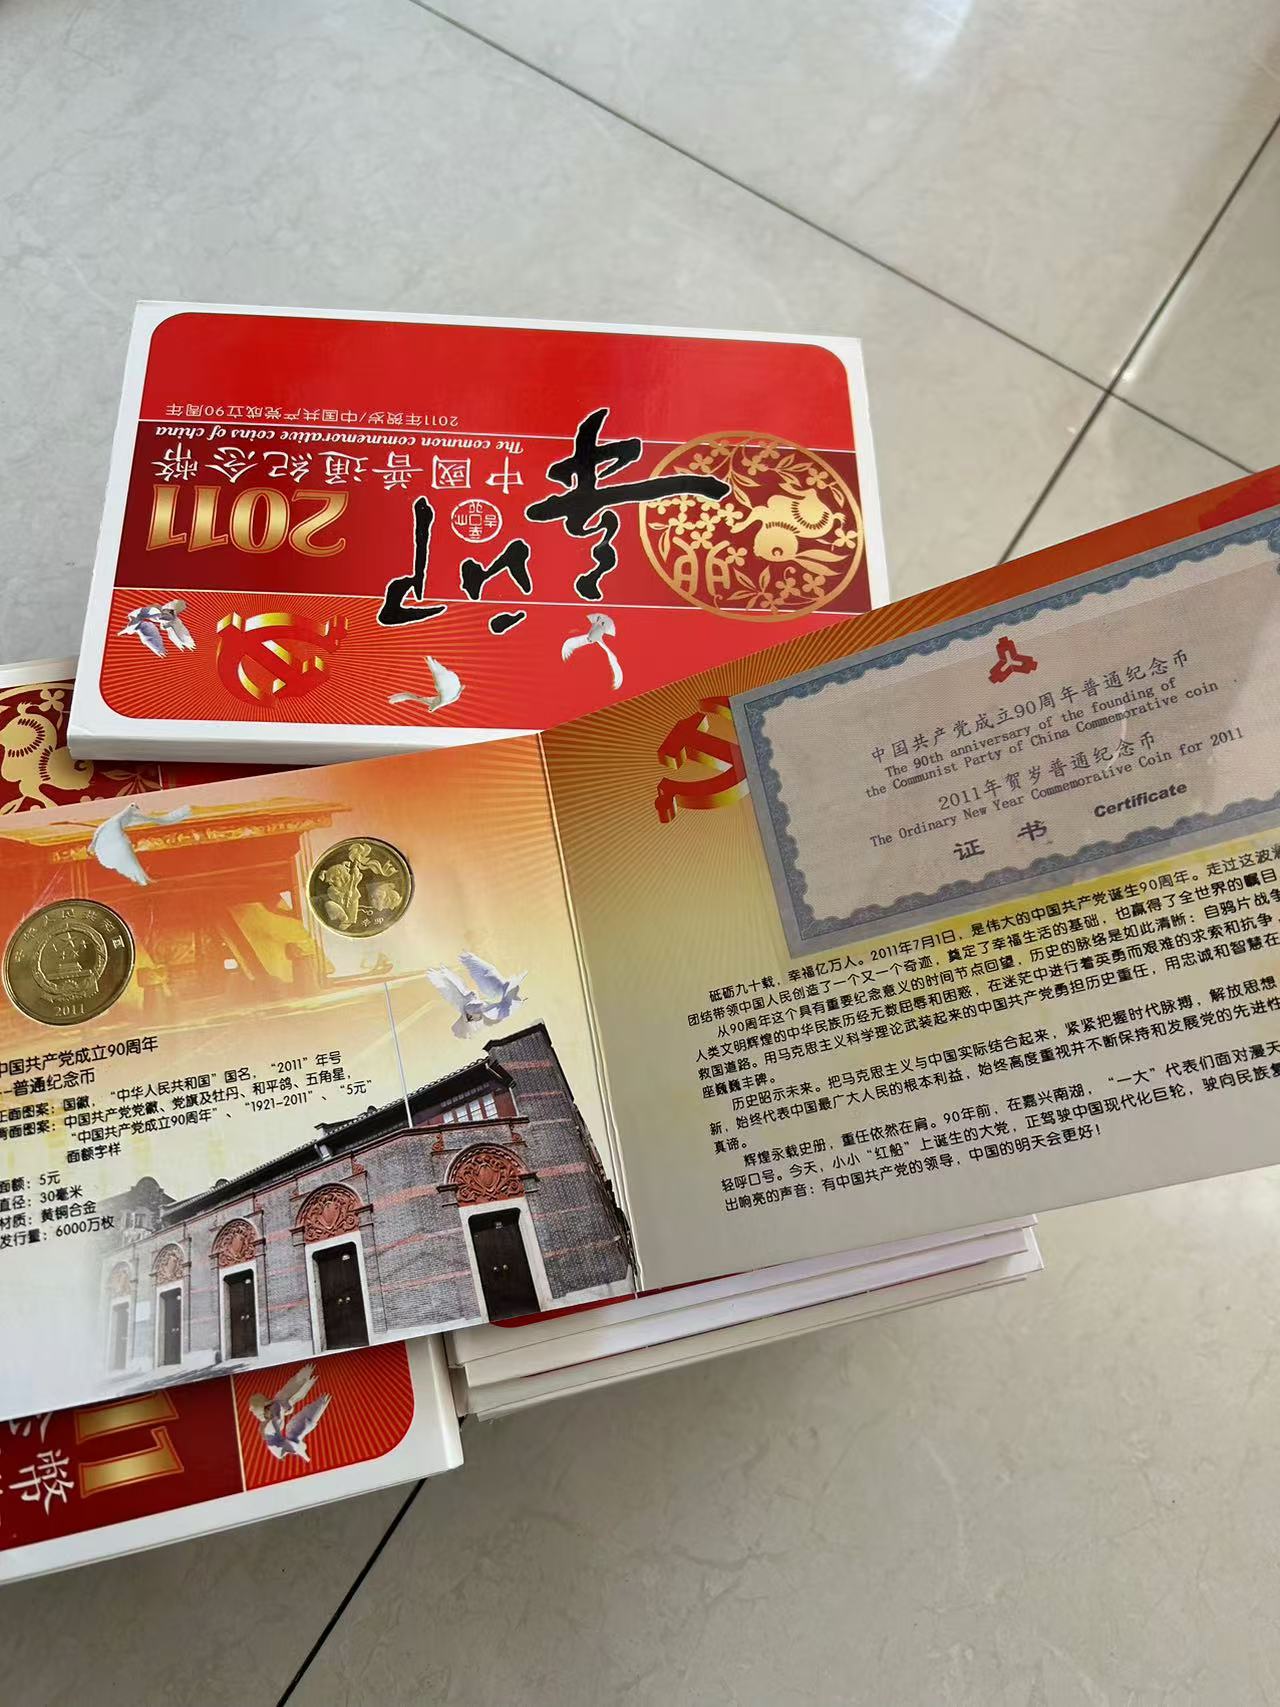 2011年贺岁/中国共产党成立90周年
The common commemorative coins of china
中國普通紀念幣
2011
辛卯
2011
中国共产党成立90周年
普通纪念币
正面图案：国徽，“中华人民共和国”国名，“2011”年号
背面图案：中国共产党党徽、党旗及牡丹、和平鸽、五角星，
“中国共产党成立90周年”、“1921-2011”、“5元”
面额字样
面额：5元
直径：30毫米
材质：黄铜合金
发行量：6000万枚
中国共产党成立90周年普通纪念币
The 90th anniversary of the founding of
the Communist Party of China Commemorative coin
2011年贺岁普通纪念币
The Ordinary New Year Commemorative Coin for 2011
证 书 Certificate
砥砺九十载，幸福亿万人。2011年7月1日，是伟大的中国共产党诞生90周年。走过这波
团结带领中国人民创造了一个又一个奇迹，奠定了幸福生活的基础，也赢得了全世界的瞩目
从90周年这个具有重要纪念意义的时间节点回望，历史的脉络是如此清晰：自鸦片战争
人类文明辉煌的中华民族历经无数屈辱和困惑，在迷茫中进行着英勇而艰难的求索和抗争，
救国道路。用马克思主义科学理论武装起来的中国共产党勇担历史重任，用忠诚和智慧在
座巍巍丰碑。
历史昭示未来。把马克思主义与中国实际结合起来，紧紧把握时代脉搏，解放思想
新，始终代表中国最广大人民的根本利益，始终高度重视并不断保持和发展党的先进性
真谛。
辉煌永载史册，重任依然在肩。90年前，在嘉兴南湖，“一大”代表们面对漫天
轻呼口号。今天，小小“红船”上诞生的大党，正驾驶中国现代化巨轮，驶向民族复
出响亮的声音：有中国共产党的领导，中国的明天会更好！
幣
11